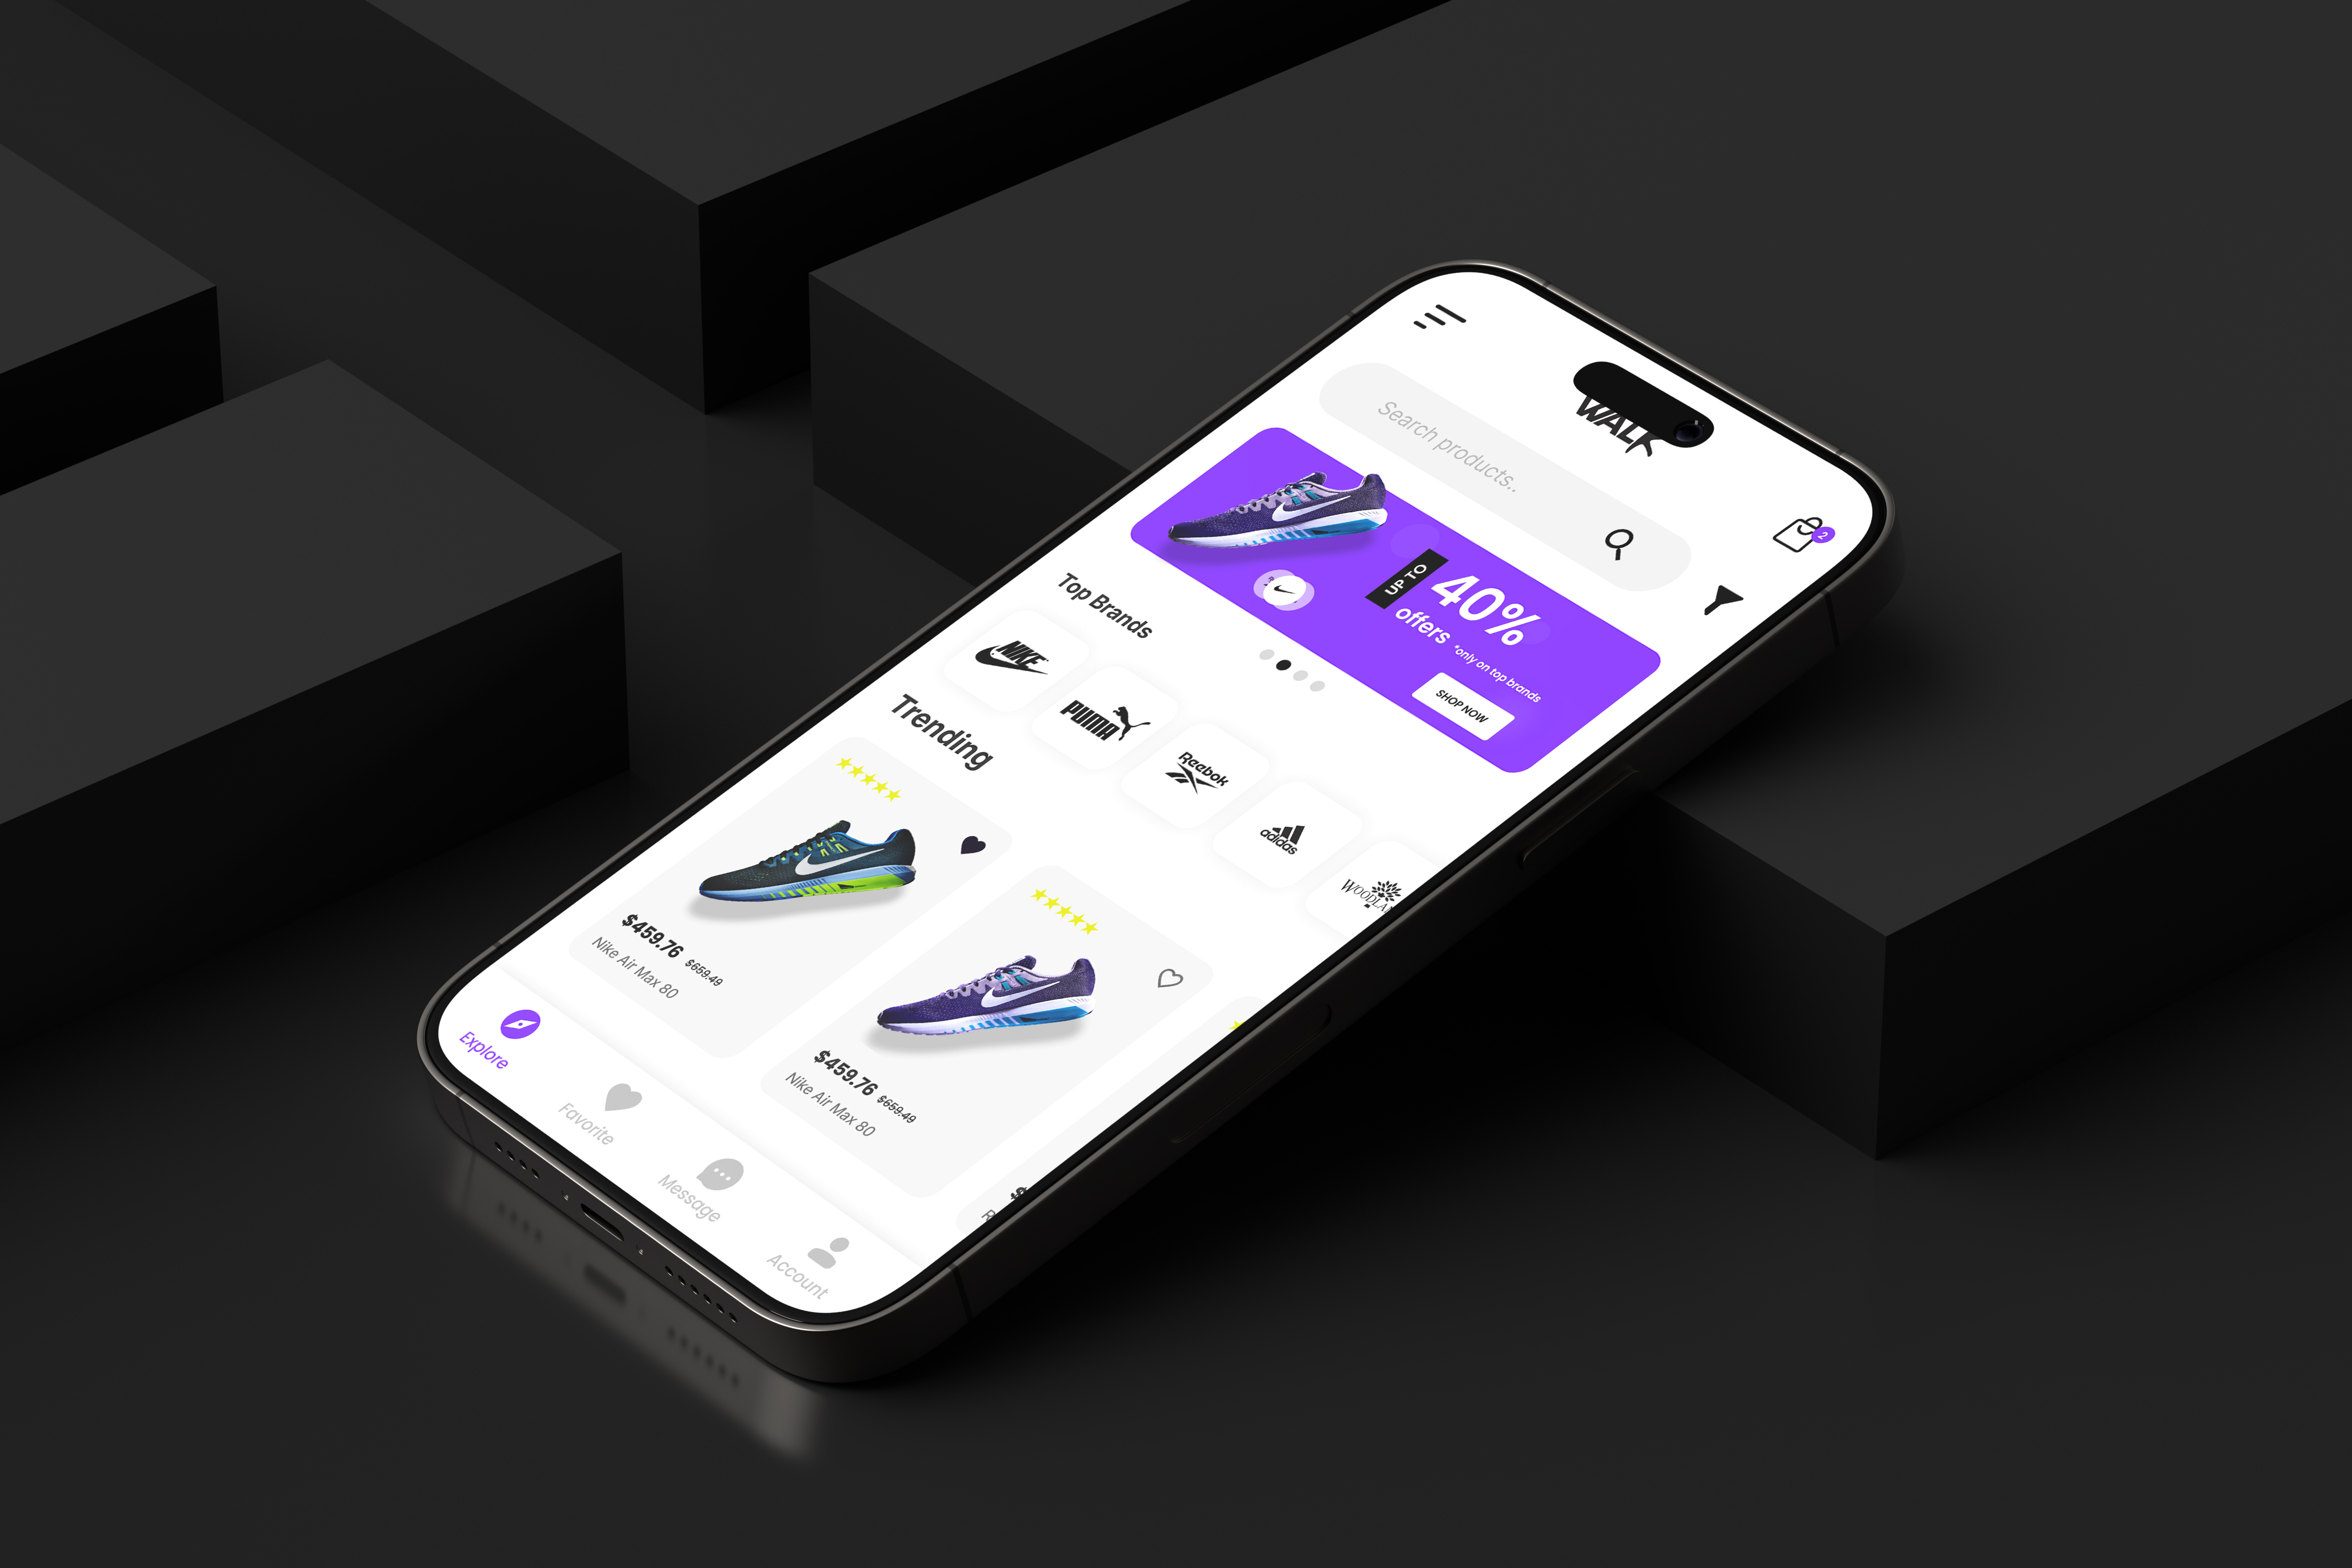 WALK
2
Search products..
UP TO
40%
offers
*only on top brands
SHOP NOW
Top Brands
NIKE
PUMA
Reebok
adidas
WOODLA
Trending
$459.76 $659.49
Nike Air Max 80
$459.76 $659.49
Nike Air Max 80
$
R
Explore
Favorite
Message
Account